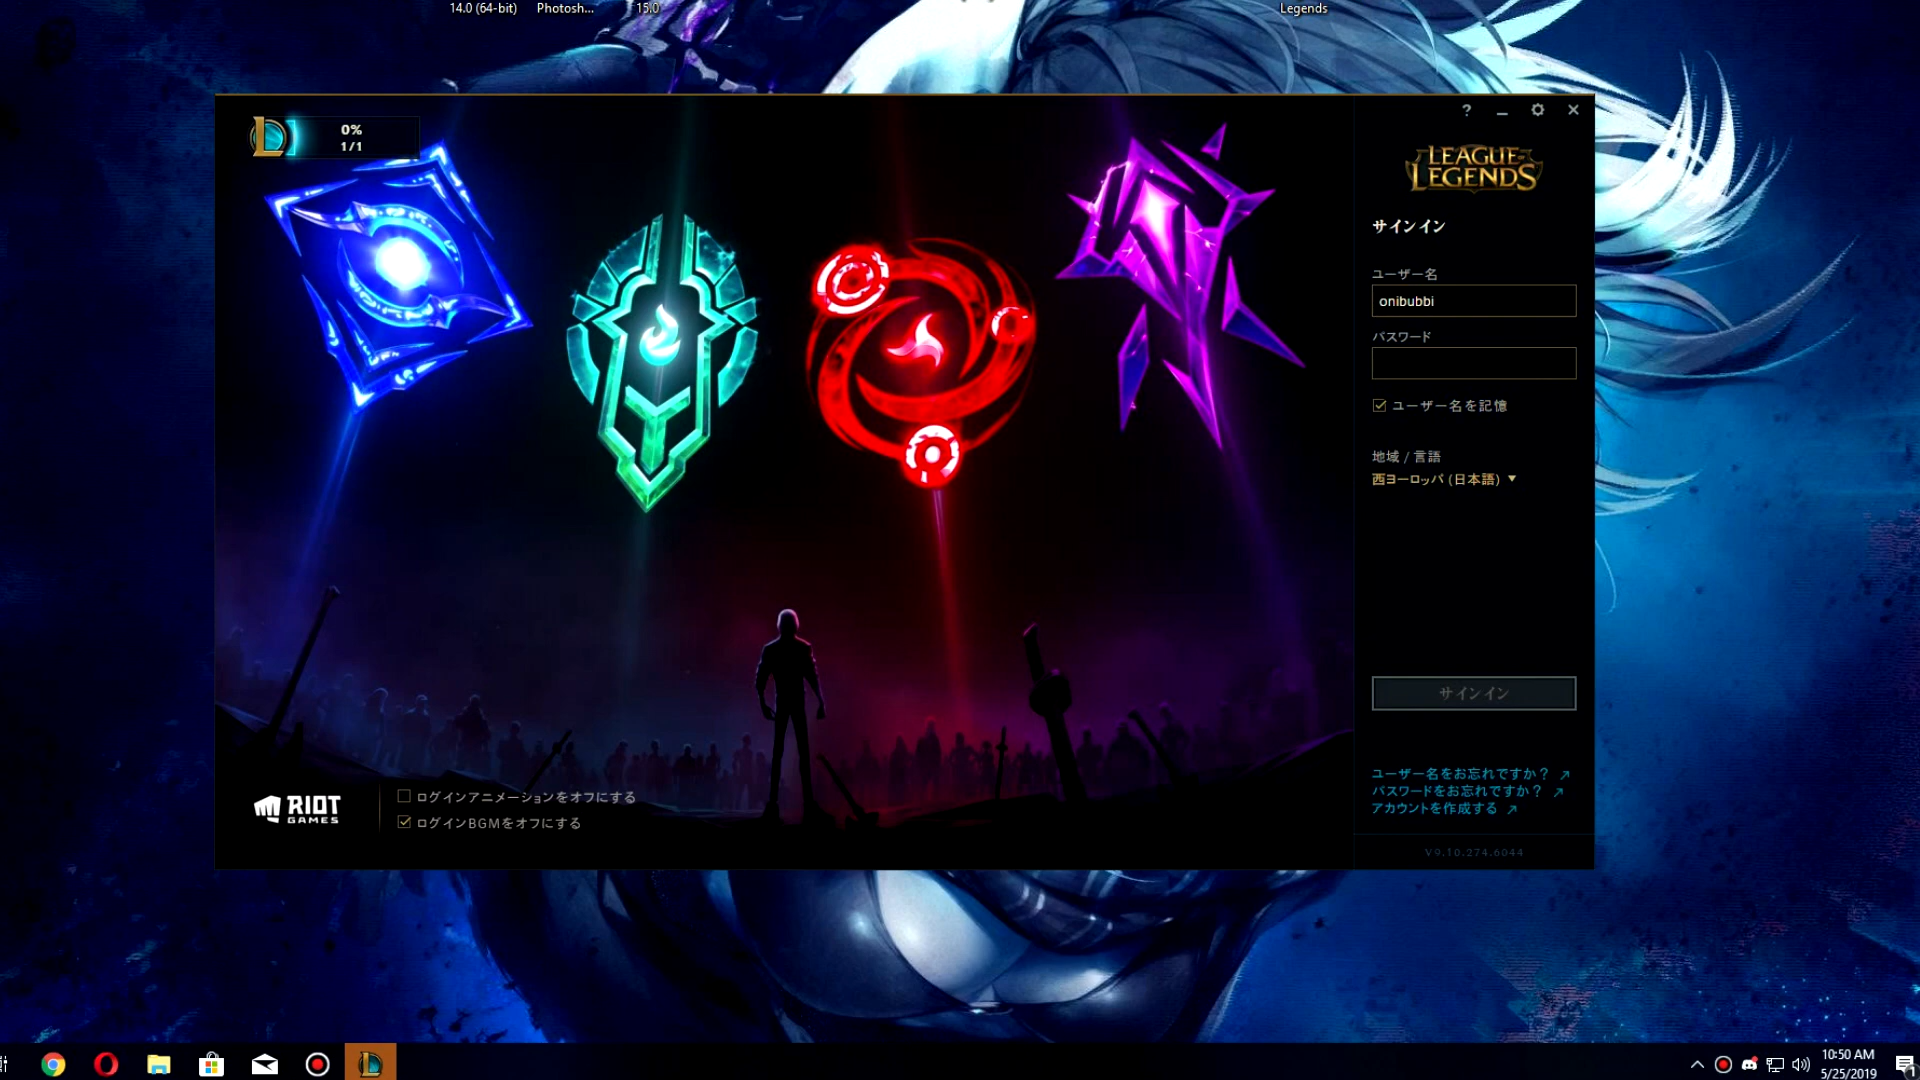 14.0 (64-bit) Photosh... 15.0 Legends
0%
1/1
LEAGUE OF LEGENDS
サインイン
ユーザー名
onibubbi
パスワード
ユーザー名を記憶
地域 / 言語
西ヨーロッパ (日本語)
サインイン
ユーザー名をお忘れですか?
パスワードをお忘れですか?
アカウントを作成する
V9.10.274.6044
RIOT
GAMES
ログインアニメーションをオフにする
ログインBGMをオフにする
10:50 AM
5/25/2019
1